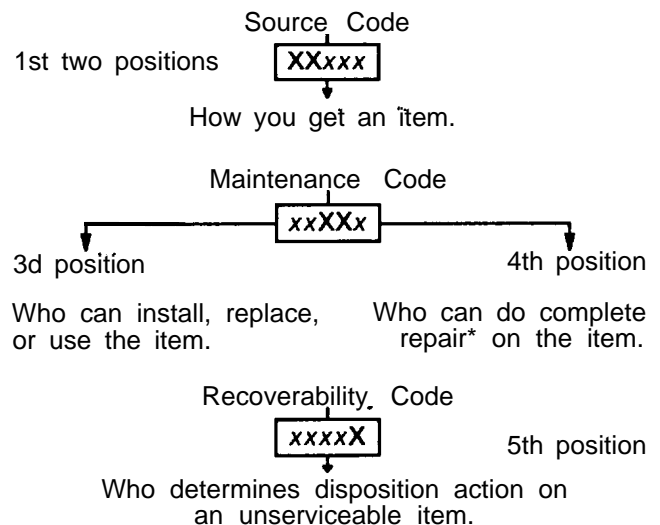 Source Code
1st two positions
XXxxx
How you get an item.
Maintenance Code
xxXXx
3d position
4th position
Who can install, replace,
or use the item.
Who can do complete
repair* on the item.
Recoverability Code
xxxxX
5th position
Who determines disposition action on
an unserviceable item.